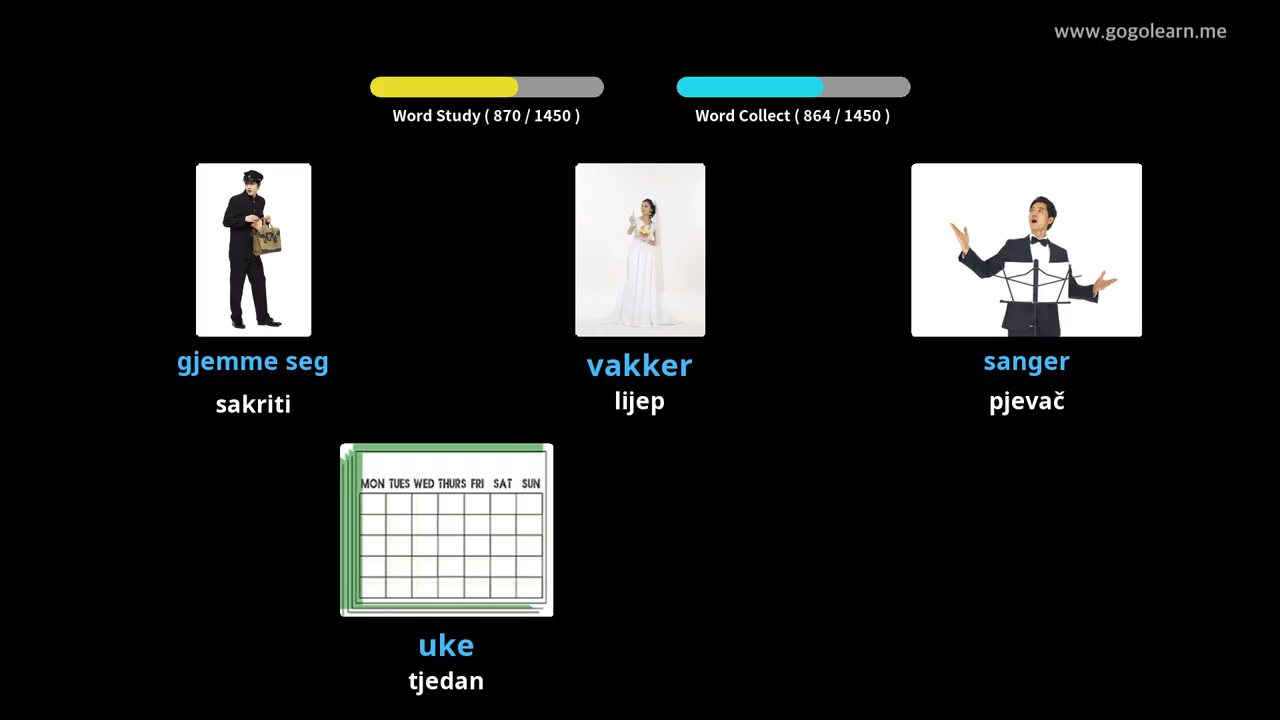 www.gogolearn.me
Word Study ( 870 / 1450 )
Word Collect ( 864 / 1450 )
gjemme seg
sakriti
vakker
lijep
sanger
pjevač
MON TUES WED THURS FRI SAT SUN
uke
tjedan